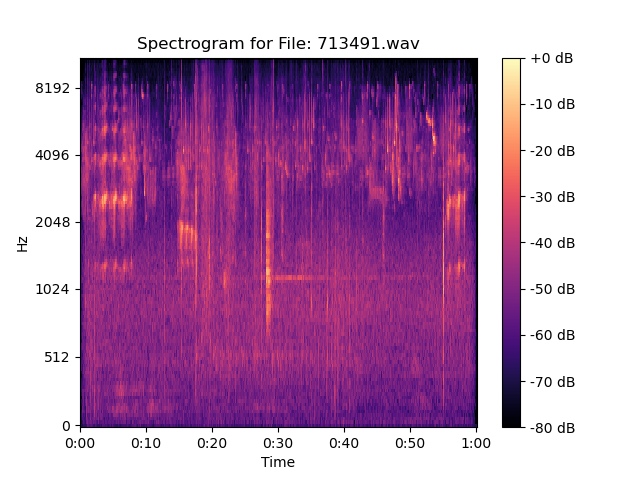 Spectrogram for File: 713491.wav
8192
4096
2048
1024
512
0
Hz
0:00 0:10 0:20 0:30 0:40 0:50 1:00
Time
+0 dB
-10 dB
-20 dB
-30 dB
-40 dB
-50 dB
-60 dB
-70 dB
-80 dB